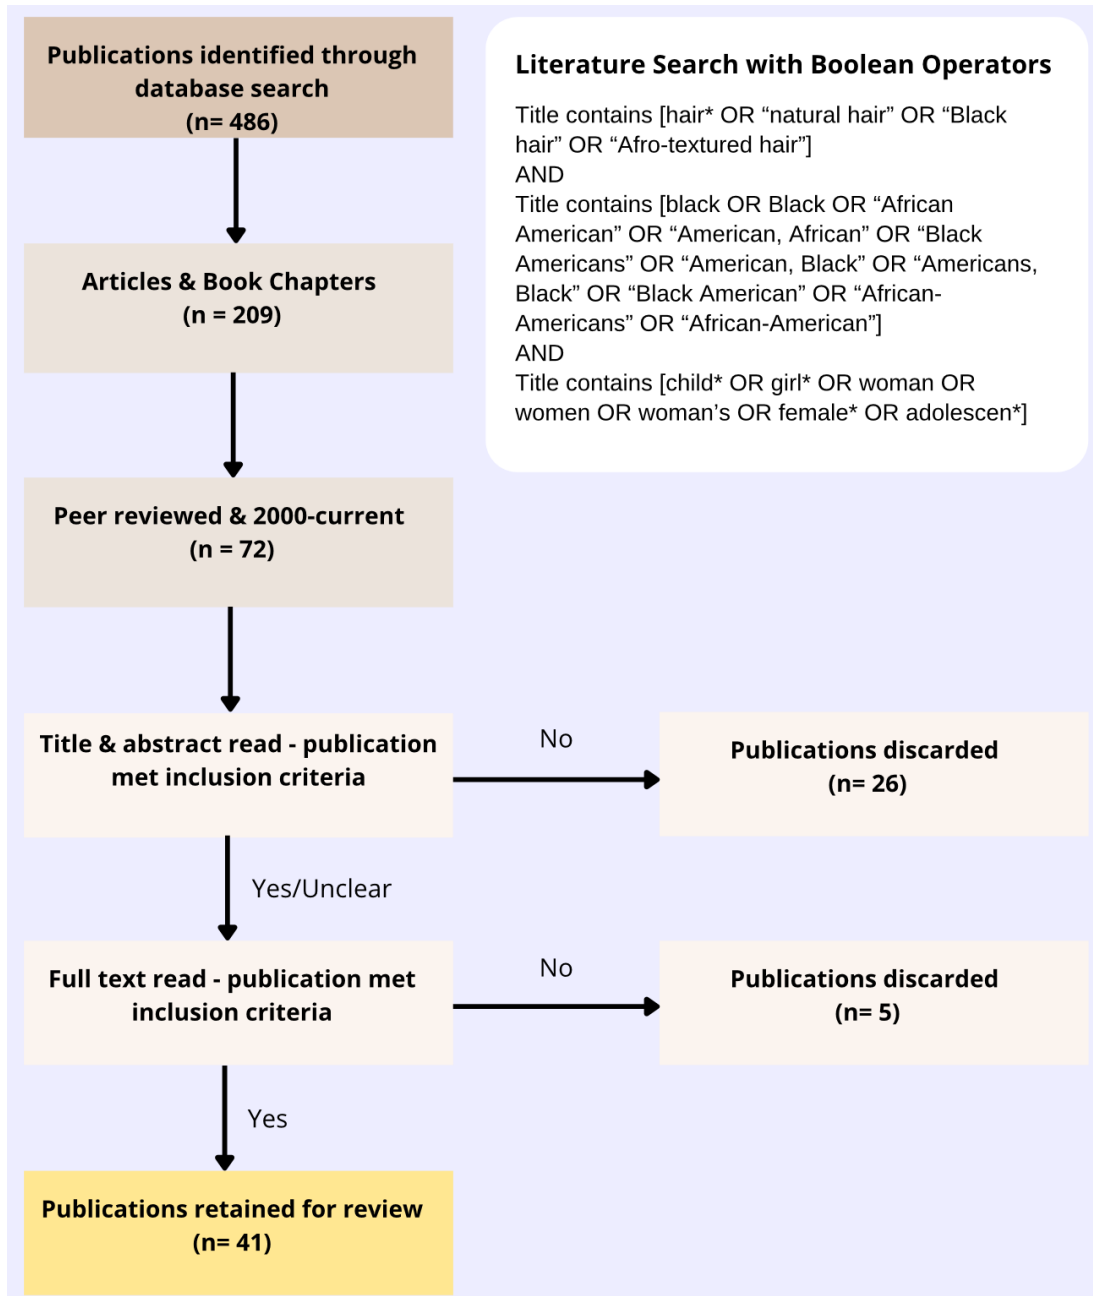 Publications identified through
database search
(n= 486)
Literature Search with Boolean Operators
Title contains [hair* OR “natural hair” OR “Black
hair” OR “Afro-textured hair”]
AND
Title contains [black OR Black OR “African
American” OR “American, African” OR “Black
Americans” OR “American, Black” OR “Americans,
Black” OR “Black American” OR “African-
Americans” OR “African-American”]
AND
Title contains [child* OR girl* OR woman OR
women OR woman’s OR female* OR adolescen*]
Articles & Book Chapters
(n = 209)
Peer reviewed & 2000-current
(n = 72)
Title & abstract read - publication
met inclusion criteria
No
Publications discarded
(n= 26)
Yes/Unclear
Full text read - publication met
inclusion criteria
No
Publications discarded
(n= 5)
Yes
Publications retained for review
(n= 41)